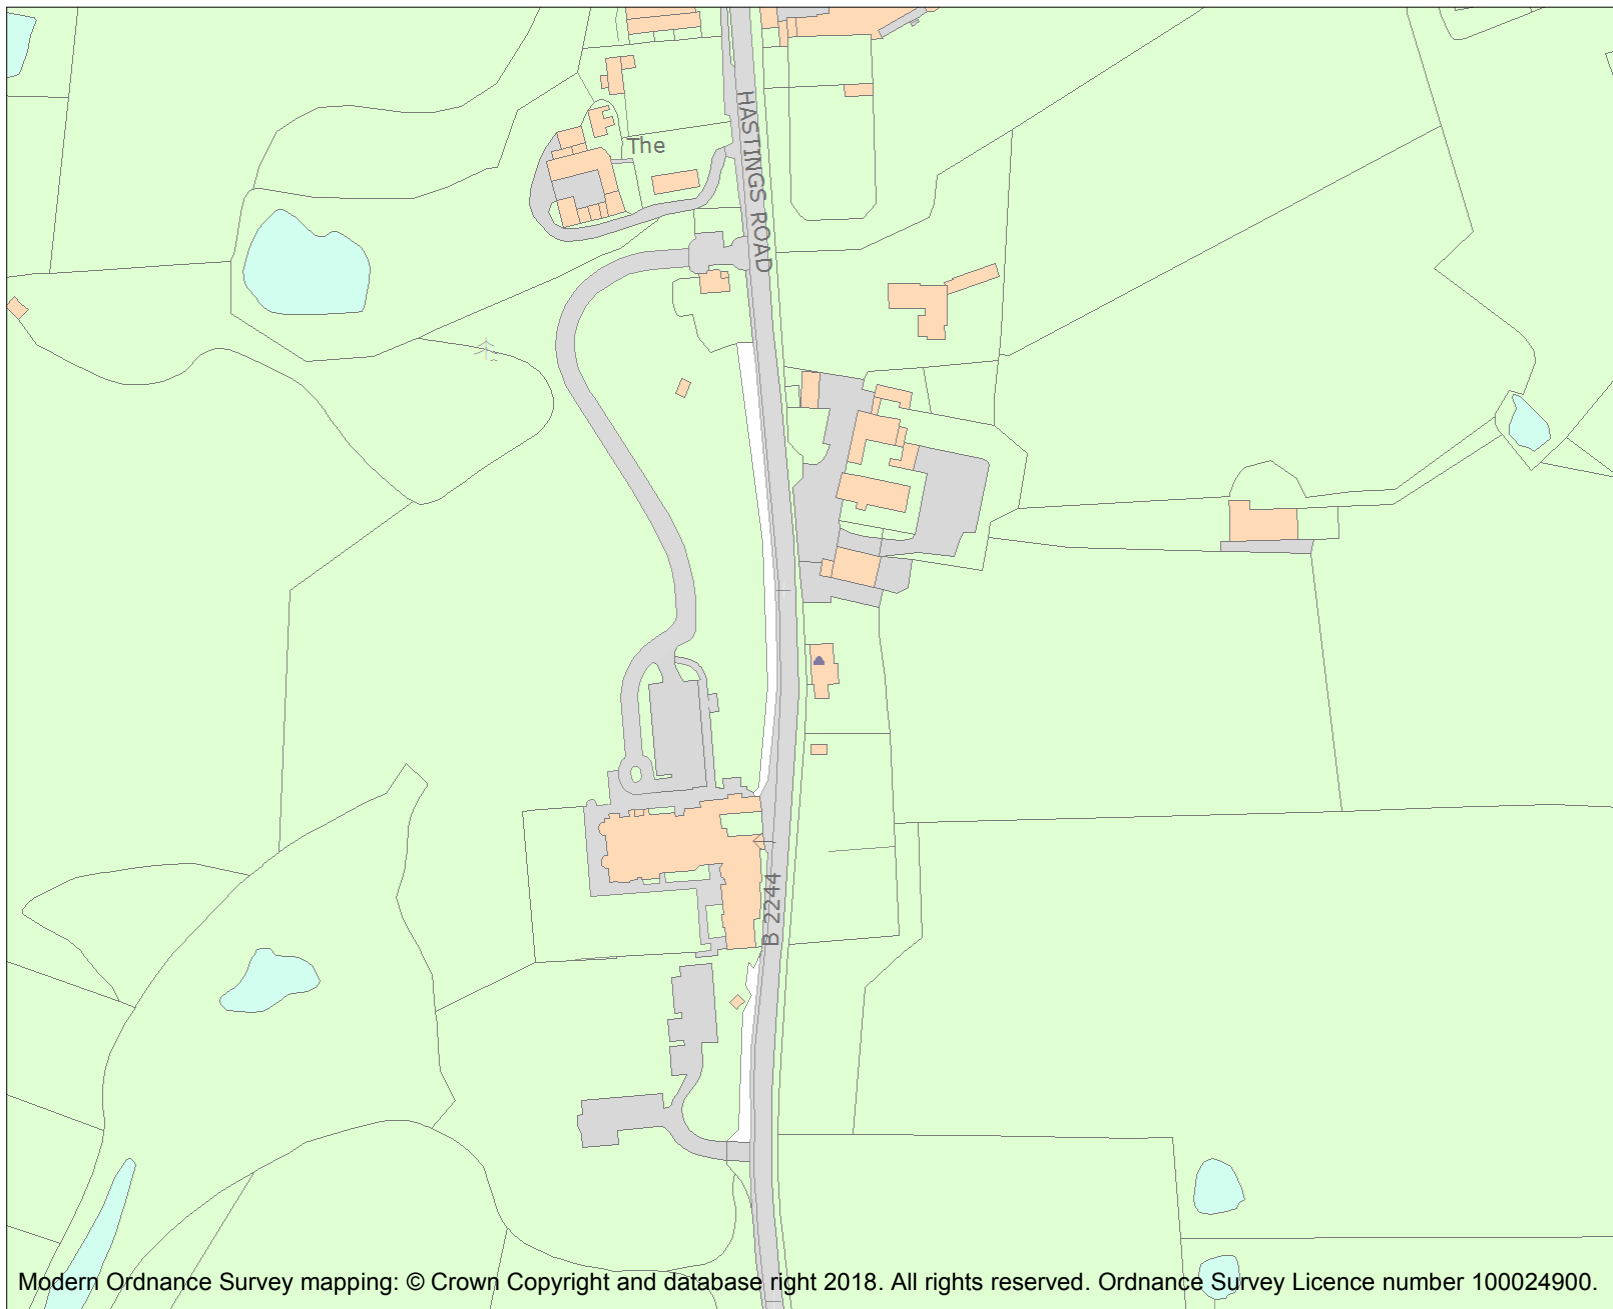 The
HASTINGS ROAD
B 2244
Modern Ordnance Survey mapping: © Crown Copyright and database right 2018. All rights reserved. Ordnance Survey Licence number 100024900.